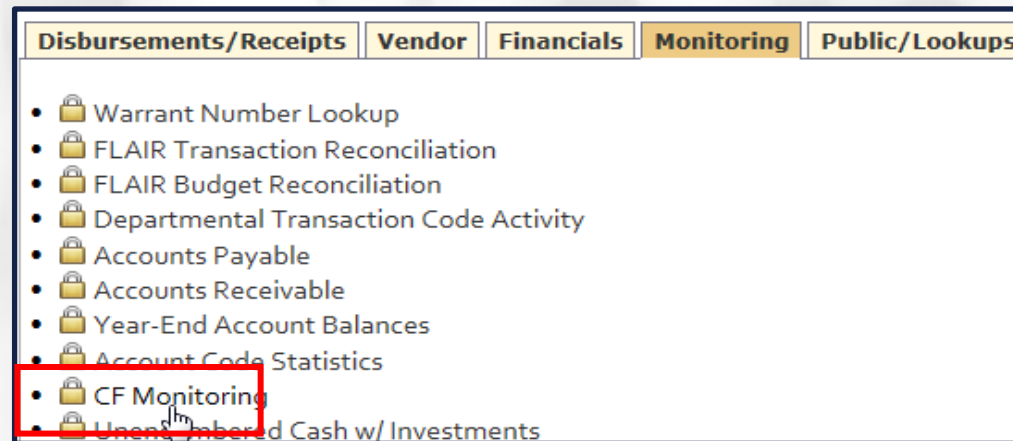 Disbursements/Receipts Vendor Financials Monitoring Public/Lookups
Warrant Number Lookup
FLAIR Transaction Reconciliation
FLAIR Budget Reconciliation
Departmental Transaction Code Activity
Accounts Payable
Accounts Receivable
Year-End Account Balances
Account Code Statistics
CF Monitoring
Unencumbered Cash w/ Investments